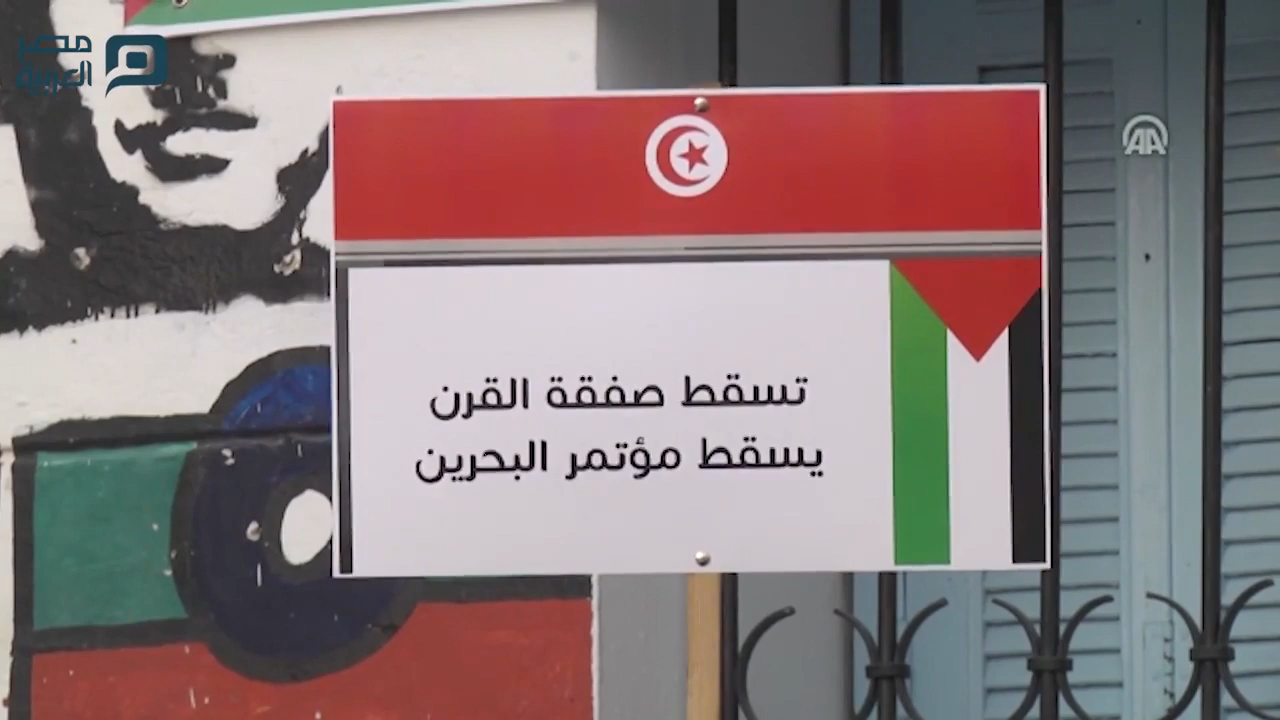 مصر
العربية
AA
تسقط صفقة القرن
يسقط مؤتمر البحرين